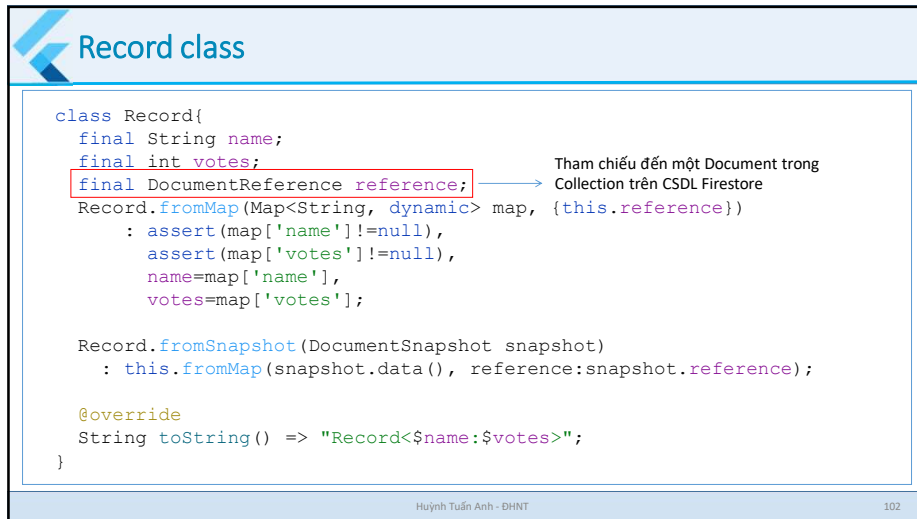 Record class
class Record{
final String name;
final int votes;
final DocumentReference reference;
Tham chiếu đến một Document trong
Collection trên CSDL Firestore
Record.fromMap(Map<String, dynamic> map, {this.reference})
: assert(map['name']!=null),
assert(map['votes']!=null),
name=map['name'],
votes=map['votes'];
Record.fromSnapshot(DocumentSnapshot snapshot)
: this.fromMap(snapshot.data(), reference:snapshot.reference);
@override
String toString() => "Record<$name:$votes>";
}
Huỳnh Tuấn Anh - ĐHNT
102